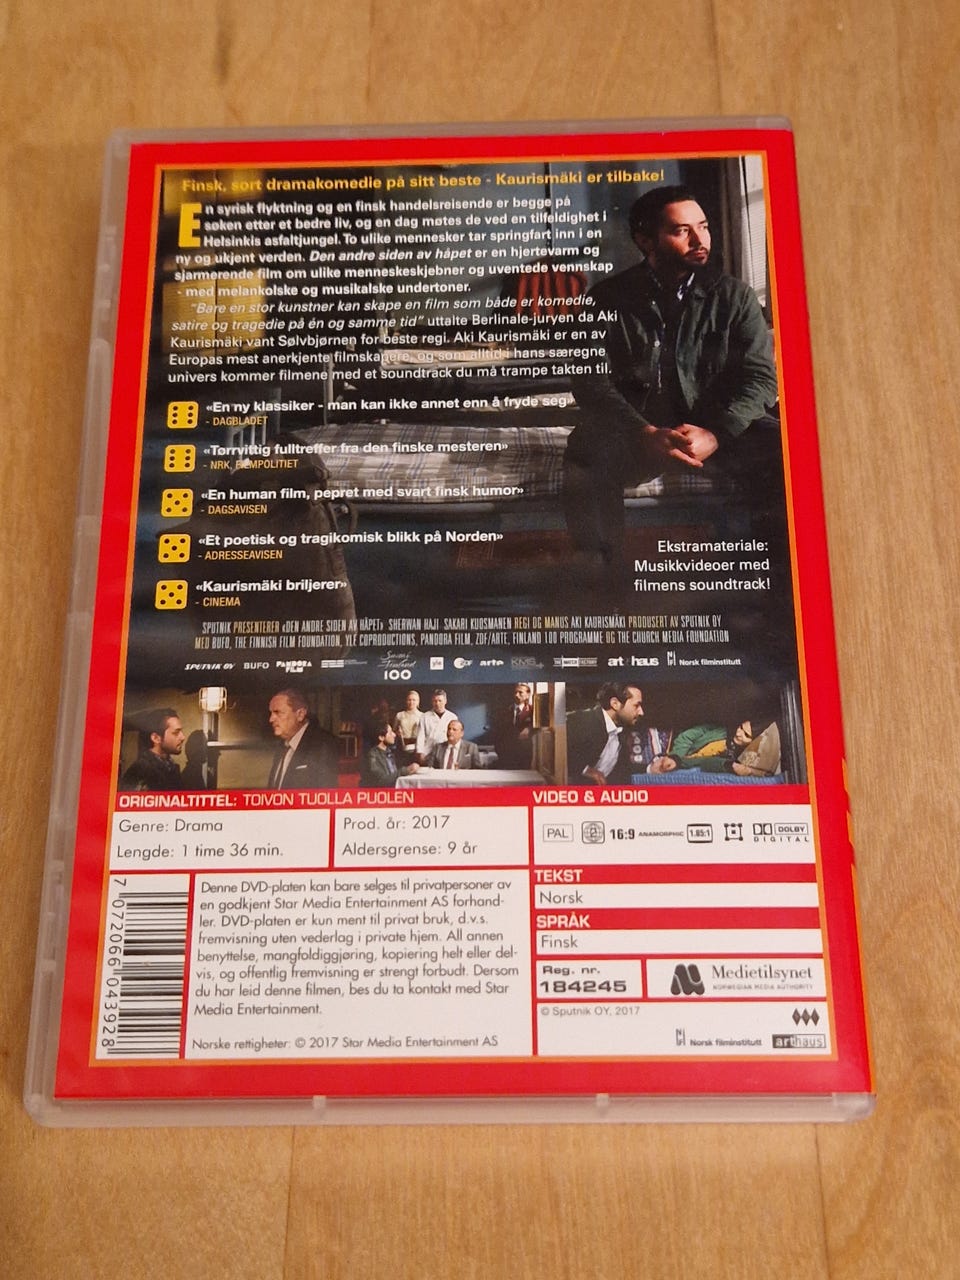 Finsk, sort dramakomedie på sitt beste - Kaurismäki er tilbake!
En syrisk flyktning og en finsk handelsreisende er begge på
søken etter et bedre liv, og en dag møtes de ved en tilfeldighet i
Helsinkis asfaltjungel. To ulike mennesker tar springfart inn i en
ny og ukjent verden. Den andre siden av håpet er en hjertevarm og
sjarmerende film om ulike menneskeskjebner og uventede vennskap
- med melankolske og musikalske undertoner.
"Bare en stor kunstner kan skape en film som både er komedie,
satire og tragedie på én og samme tid" uttalte Berlinale-juryen da Aki
Kaurismäki vant Sølvbjørnen for beste regi. Aki Kaurismäki er en av
Europas mest anerkjente filmskapere, og som alltid i hans særegne
univers kommer filmene med et soundtrack du må trampe takten til.
«En ny klassiker - man kan ikke annet enn å fryde seg»
- DAGBLADET
«Tørrvittig fulltreffer fra den finske mesteren»
- NRK, FILMPOLITIET
«En human film, pepret med svart finsk humor»
- DAGSAVISEN
«Et poetisk og tragikomisk blikk på Norden»
- ADRESSEAVISEN
«Kaurismäki briljerer»
- CINEMA
Ekstramateriale:
Musikkvideoer med
filmens soundtrack!
SPUTNIK PRESENTERER «DEN ANDRE SIDEN AV HÅPET» SHERWAN HAJI SAKARI KUOSMANEN REGI OG MANUS AKI KAURISMÄKI PRODUSERT AV SPUTNIK OY
MED BUFO, THE FINNISH FILM FOUNDATION, YLE COPRODUCTIONS, PANDORA FILM, ZDF/ARTE, FINLAND 100 PROGRAMME OG THE CHURCH MEDIA FOUNDATION
SPUTNIK OY BUFO PANDORA FILM Suomi Finland 100 yle ZDF arte THE MATCH FACTORY art haus Norsk filminstitutt
ORIGINALTITTEL: TOIVON TUOLLA PUOLEN
Genre: Drama
Lengde: 1 time 36 min.
Prod. år: 2017
Aldersgrense: 9 år
VIDEO & AUDIO
PAL 2 16:9 ANAMORPHIC 1.85:1 DOLBY DIGITAL
TEKST
Norsk
SPRÅK
Finsk
Reg. nr.
184245
Medietilsynet
NORWEGIAN MEDIA AUTHORITY
© Sputnik OY, 2017
Norsk filminstitutt arthaus
7 072066 043928
Denne DVD-platen kan bare selges til privatpersoner av
en godkjent Star Media Entertainment AS forhand-
ler. DVD-platen er kun ment til privat bruk, d.v.s.
fremvisning uten vederlag i private hjem. All annen
benyttelse, mangfoldiggjøring, kopiering helt eller del-
vis, og offentlig fremvisning er strengt forbudt. Dersom
du har leid denne filmen, bes du ta kontakt med Star
Media Entertainment.
Norske rettigheter: © 2017 Star Media Entertainment AS